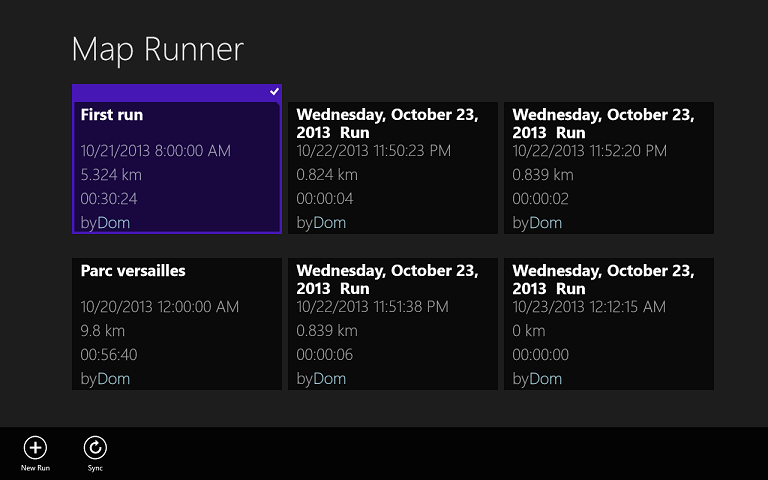 Map Runner
First run
10/21/2013 8:00:00 AM
5.324 km
00:30:24
byDom
Wednesday, October 23,
2013  Run
10/22/2013 11:50:23 PM
0.824 km
00:00:04
byDom
Wednesday, October 23,
2013  Run
10/22/2013 11:52:20 PM
0.839 km
00:00:02
byDom
Parc versailles
10/20/2013 12:00:00 AM
9.8 km
00:56:40
byDom
Wednesday, October 23,
2013  Run
10/22/2013 11:51:38 PM
0.839 km
00:00:06
byDom
Wednesday, October 23,
2013  Run
10/23/2013 12:12:15 AM
0 km
00:00:00
byDom
New Run
Sync